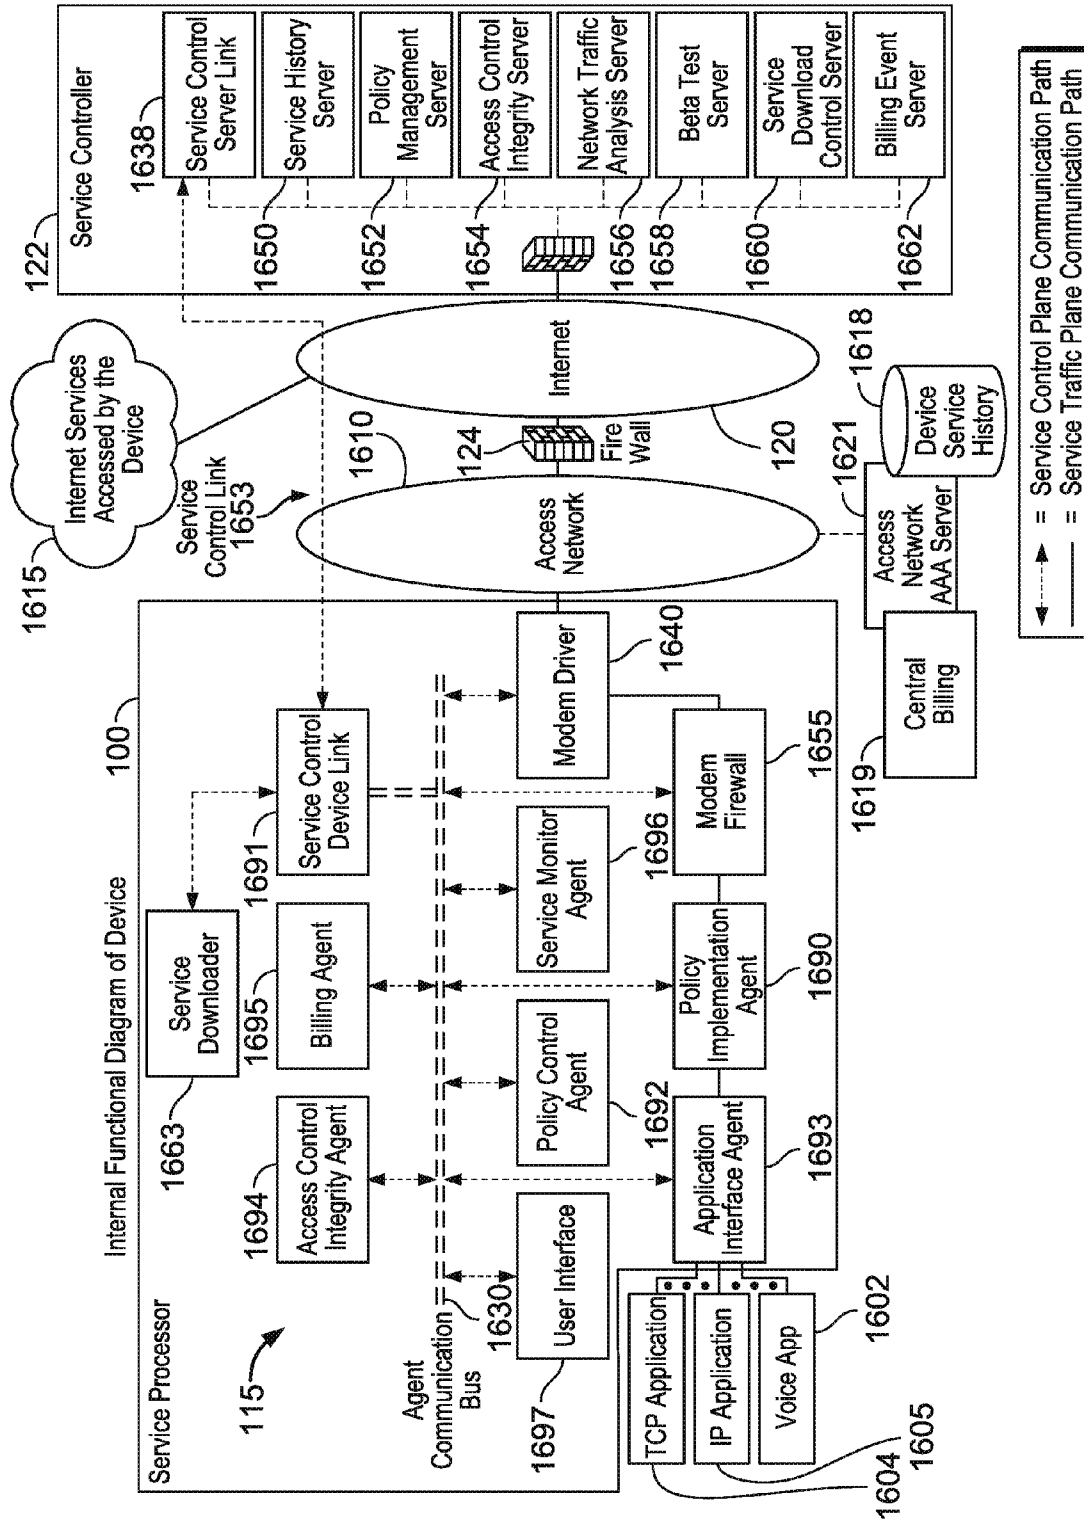 Internal Functional Diagram of Device
100
Service Processor
115
1663
Service
Downloader
1694
Access Control
Integrity Agent
1695
Billing Agent
1691
Service Control
Device Link
Agent
Communication
Bus
1630
1697
User Interface
1692
Policy Control
Agent
1696
Service Monitor
Agent
1640
Modem Driver
1604
TCP Application
1605
IP Application
1602
Voice App
1693
Application
Interface Agent
1690
Policy
Implementation
Agent
1655
Modem
Firewall
1615
Internet Services
Accessed by the
Device
Service
Control Link
1653
1610
Access
Network
124
Fire
Wall
120
Internet
1619
Central
Billing
1621
Access
Network
AAA Server
1618
Device
Service
History
122
Service Controller
1638
Service Control
Server Link
1650
Service History
Server
1652
Policy
Management
Server
1654
Access Control
Integrity Server
1656
Network Traffic
Analysis Server
1658
Beta Test
Server
1660
Service
Download
Control Server
1662
Billing Event
Server
= Service Control Plane Communication Path
= Service Traffic Plane Communication Path